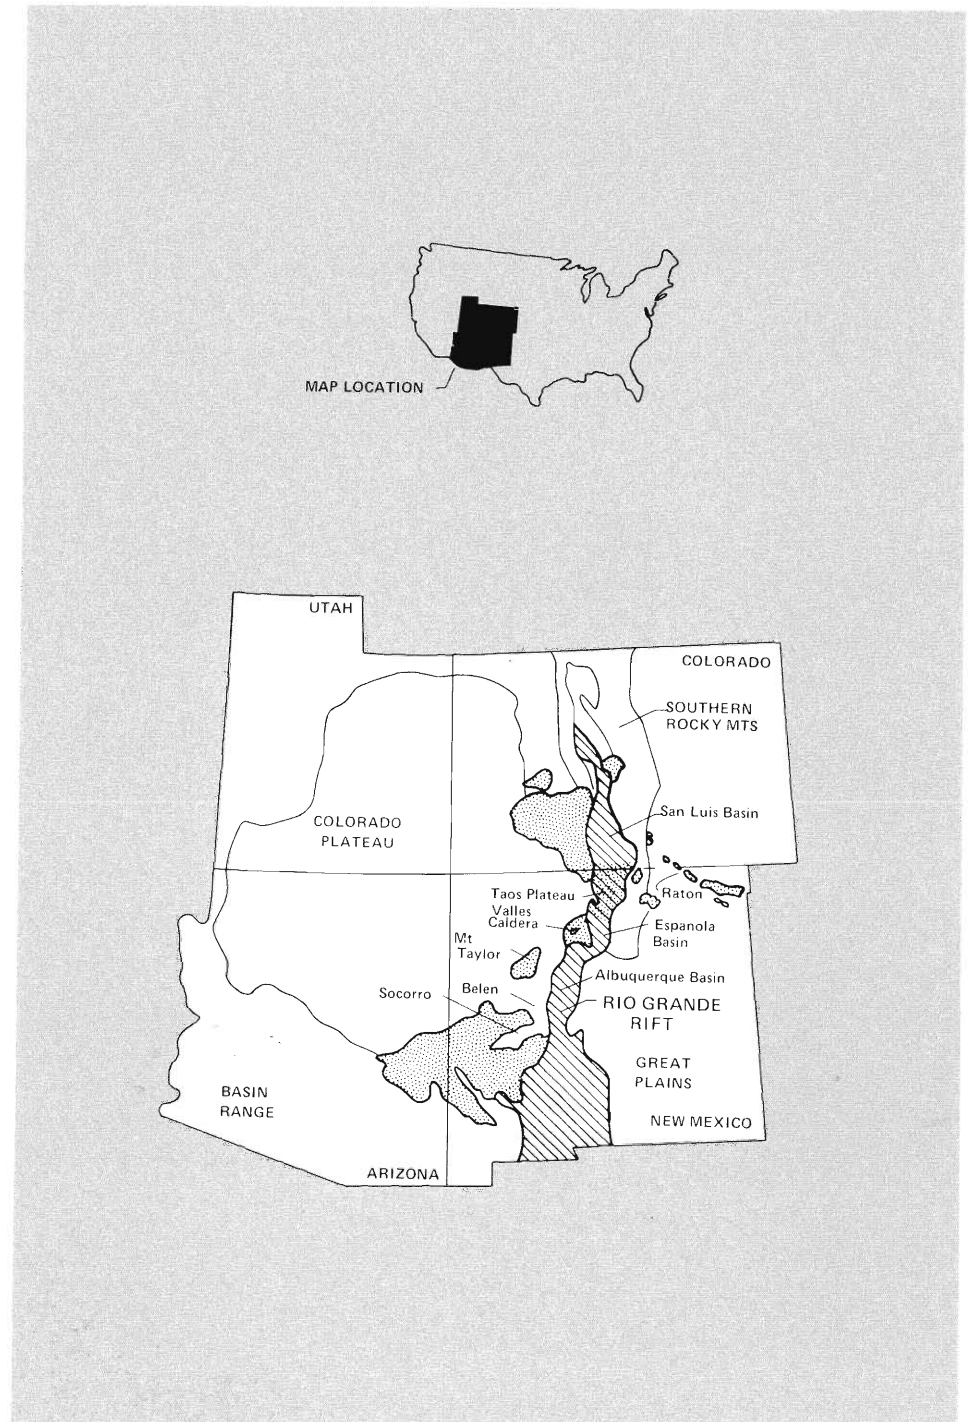 MAP LOCATION
UTAH
COLORADO
SOUTHERN
ROCKY MTS
COLORADO
PLATEAU
San Luis Basin
Taos Plateau
Raton
Valles
Caldera
Espanola
Basin
Mt
Taylor
Albuquerque Basin
Belen
Socorro
RIO GRANDE
RIFT
GREAT
PLAINS
BASIN
RANGE
NEW MEXICO
ARIZONA